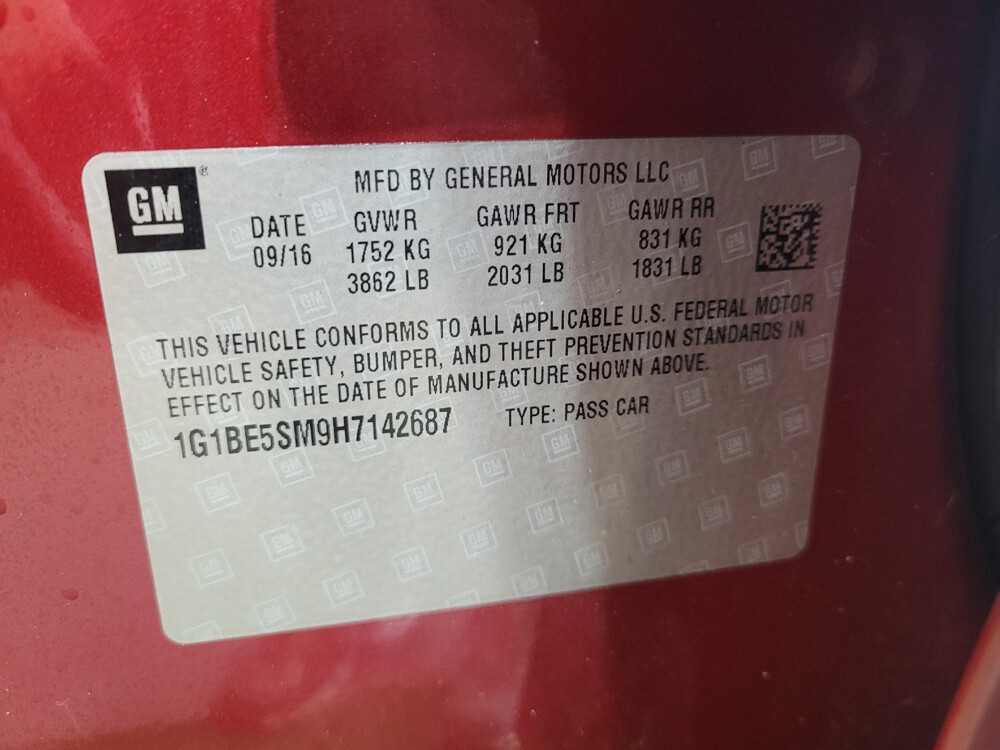 GM®
MFD BY GENERAL MOTORS LLC
DATE GVWR GAWR FRT GAWR RR
09/16 1752 KG 921 KG 831 KG
3862 LB 2031 LB 1831 LB
THIS VEHICLE CONFORMS TO ALL APPLICABLE U.S. FEDERAL MOTOR
VEHICLE SAFETY, BUMPER, AND THEFT PREVENTION STANDARDS IN
EFFECT ON THE DATE OF MANUFACTURE SHOWN ABOVE.
1G1BE5SM9H7142687 TYPE: PASS CAR